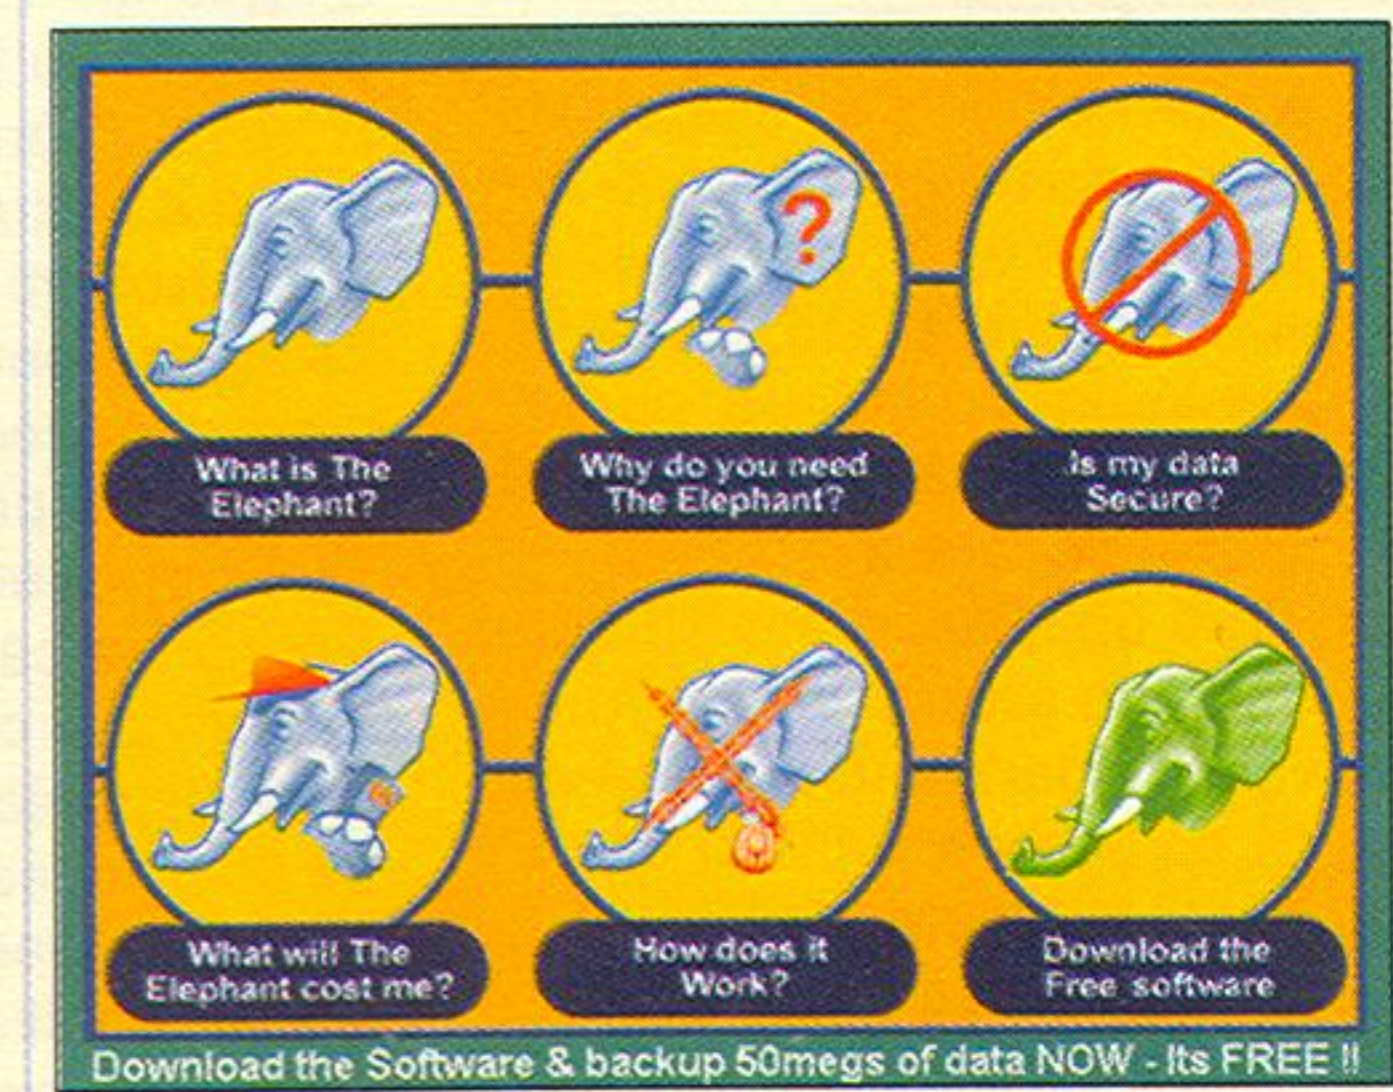 What is The
Elephant?
Why do you need
The Elephant?
?
Is my data
Secure?
What will The
Elephant cost me?
How does it
Work?
Download the
Free software
Download the Software & backup 50megs of data NOW - Its FREE !!